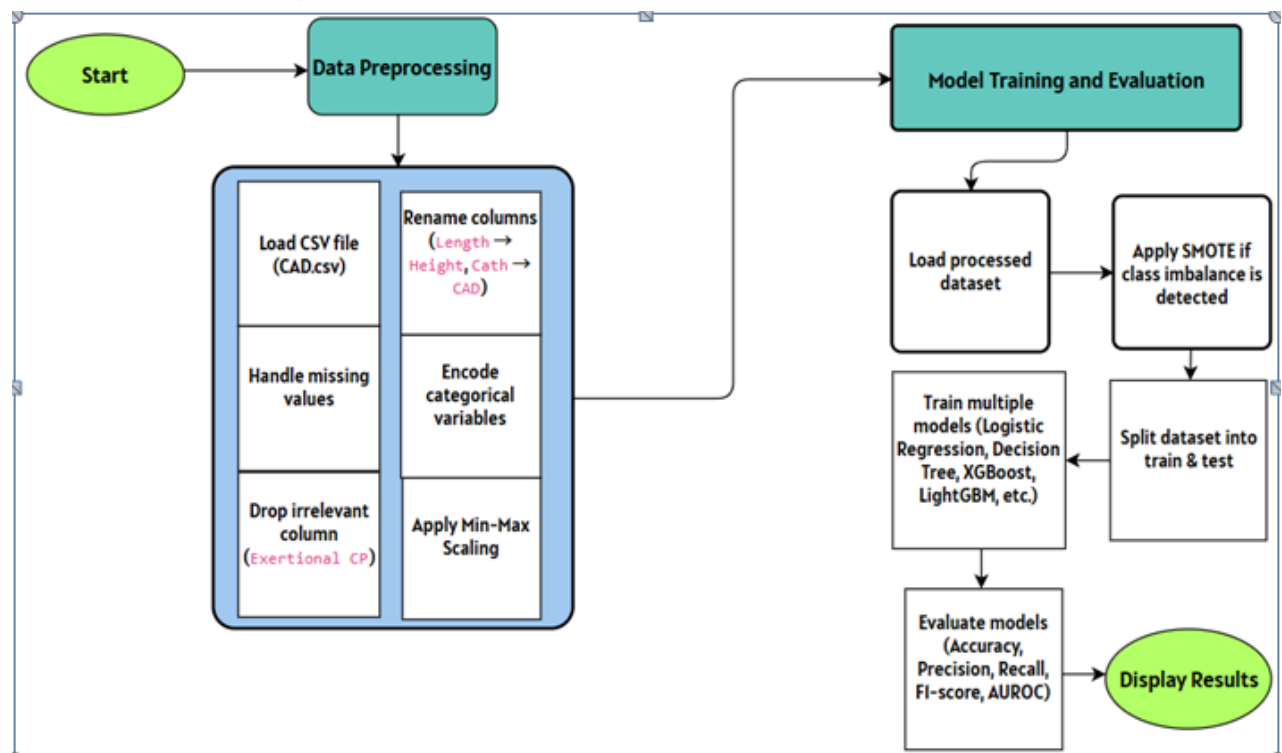 Start
Data Preprocessing
Load CSV file
(CAD.csv)
Handle missing
values
Drop irrelevant
column
(Exertional CP)
Rename columns
(Length →
Height, Cath →
CAD)
Encode
categorical
variables
Apply Min-Max
Scaling
Model Training and Evaluation
Load processed
dataset
Apply SMOTE if
class imbalance is
detected
Split dataset into
train & test
Train multiple
models (Logistic
Regression, Decision
Tree, XGBoost,
LightGBM, etc.)
Evaluate models
(Accuracy,
Precision, Recall,
FI-score, AUROC)
Display Results